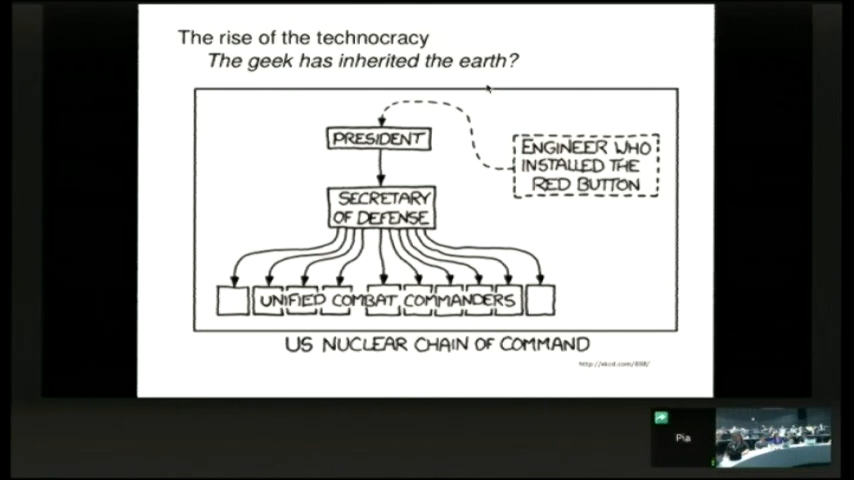 The rise of the technocracy
The geek has inherited the earth?
PRESIDENT
ENGINEER WHO
INSTALLED THE
RED BUTTON
SECRETARY
OF DEFENSE
UNIFIED COMBAT COMMANDERS
US NUCLEAR CHAIN OF COMMAND
http://xkcd.com/898/
Pia